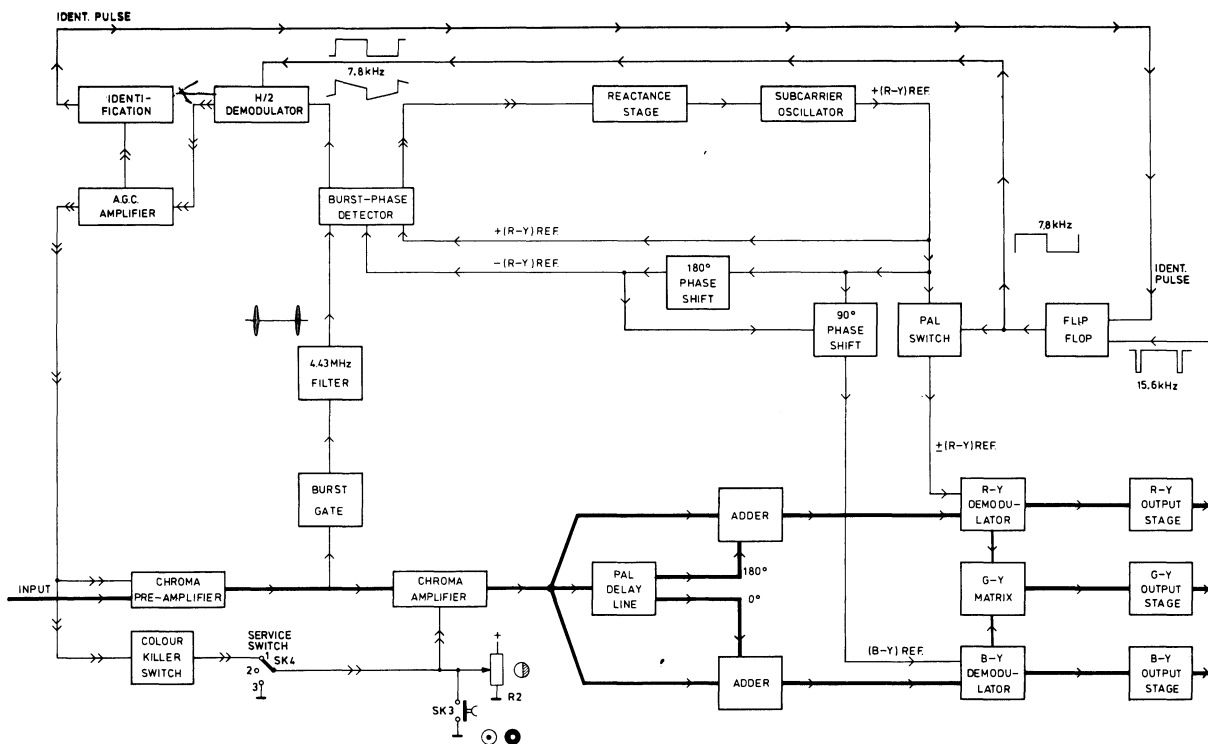 IDENT. PULSE
7.8kHz
IDENTI-
FICATION
H/2
DEMODULATOR
REACTANCE
STAGE
SUBCARRIER
OSCILLATOR
+(R-Y) REF.
A.G.C.
AMPLIFIER
BURST-PHASE
DETECTOR
+(R-Y) REF.
7.8kHz
-(R-Y) REF.
180°
PHASE
SHIFT
IDENT.
PULSE
90°
PHASE
SHIFT
PAL
SWITCH
FLIP
FLOP
4.43MHz
FILTER
15.6kHz
±(R-Y) REF.
BURST
GATE
ADDER
R-Y
DEMODU-
LATOR
R-Y
OUTPUT
STAGE
INPUT
CHROMA
PRE-AMPLIFIER
CHROMA
AMPLIFIER
PAL
DELAY
LINE
180°
0°
G-Y
MATRIX
G-Y
OUTPUT
STAGE
COLOUR
KILLER
SWITCH
SERVICE
SWITCH
1
SK4
2
3
+
R2
SK3
ADDER
(B-Y) REF.
B-Y
DEMODU-
LATOR
B-Y
OUTPUT
STAGE